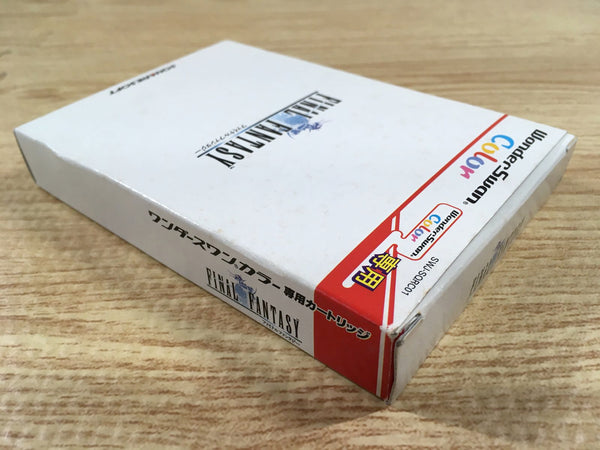 SQUARESOFT
FINAL FANTASY
ファイナルファンタジー
WonderSwan®
Color
WonderSwan
Color
専用
SWJ-SQRC01
ワンダースワンカラー専用カートリッジ
FINAL FANTASY
ファイナルファンタジー